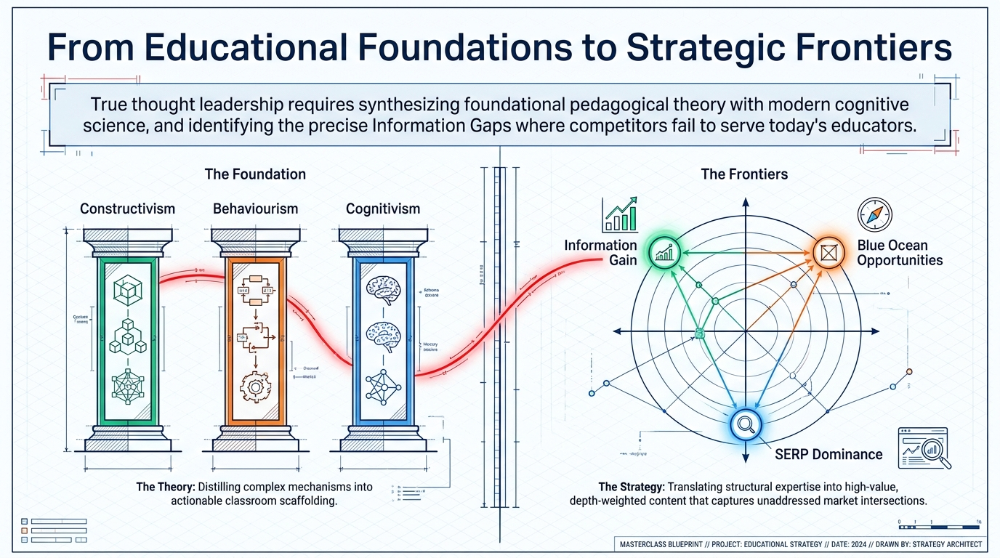 From Educational Foundations to Strategic Frontiers
True thought leadership requires synthesizing foundational pedagogical theory with modern cognitive
science, and identifying the precise Information Gaps where competitors fail to serve today's educators.
The Foundation
Constructivism
Behaviourism
Cognitivism
The Theory: Distilling complex mechanisms into
actionable classroom scaffolding.
The Frontiers
Information
Gain
Blue Ocean
Opportunities
SERP Dominance
The Strategy: Translating structural expertise into high-value,
depth-weighted content that captures unaddressed market intersections.
0
1
1
MASTERCLASS BLUEPRINT // PROJECT: EDUCATIONAL STRATEGY // DATE: 2024 // DRAWN BY: STRATEGY ARCHITECT